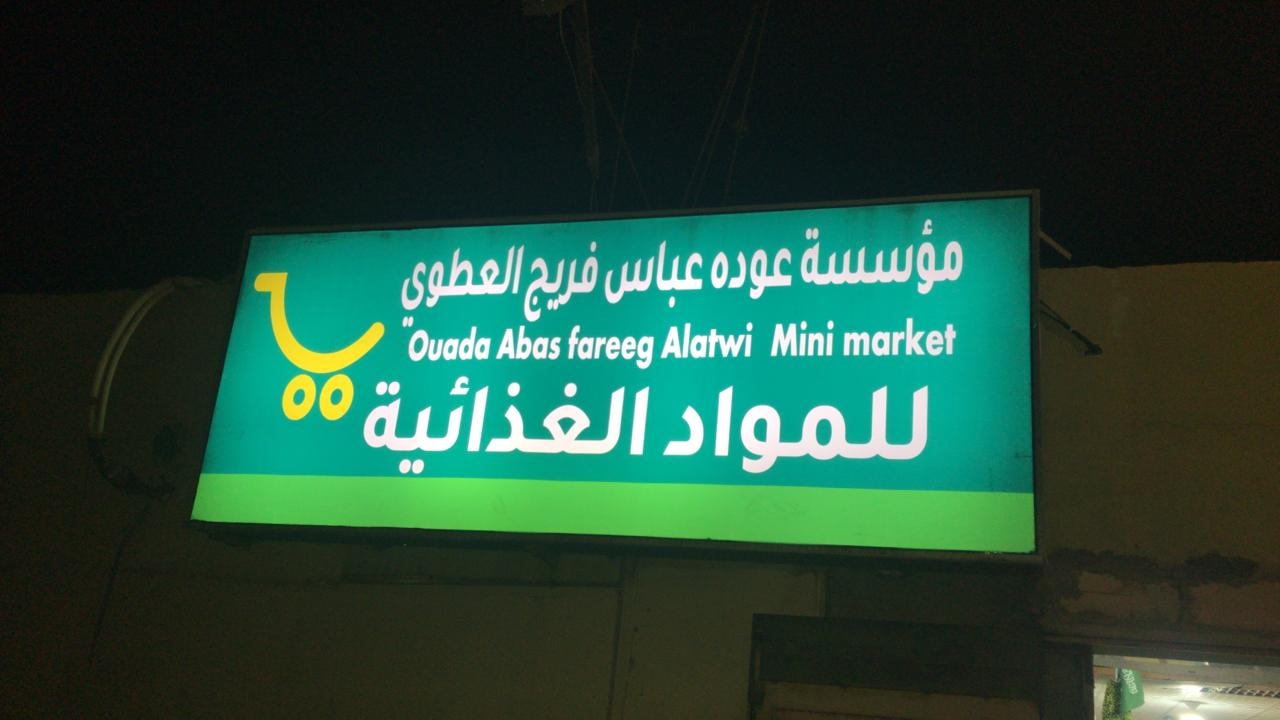 مؤسسة عوده عباس فريج العطوي
Ouada Abas fareeg Alatwi Mini market
للمواد الغذائية